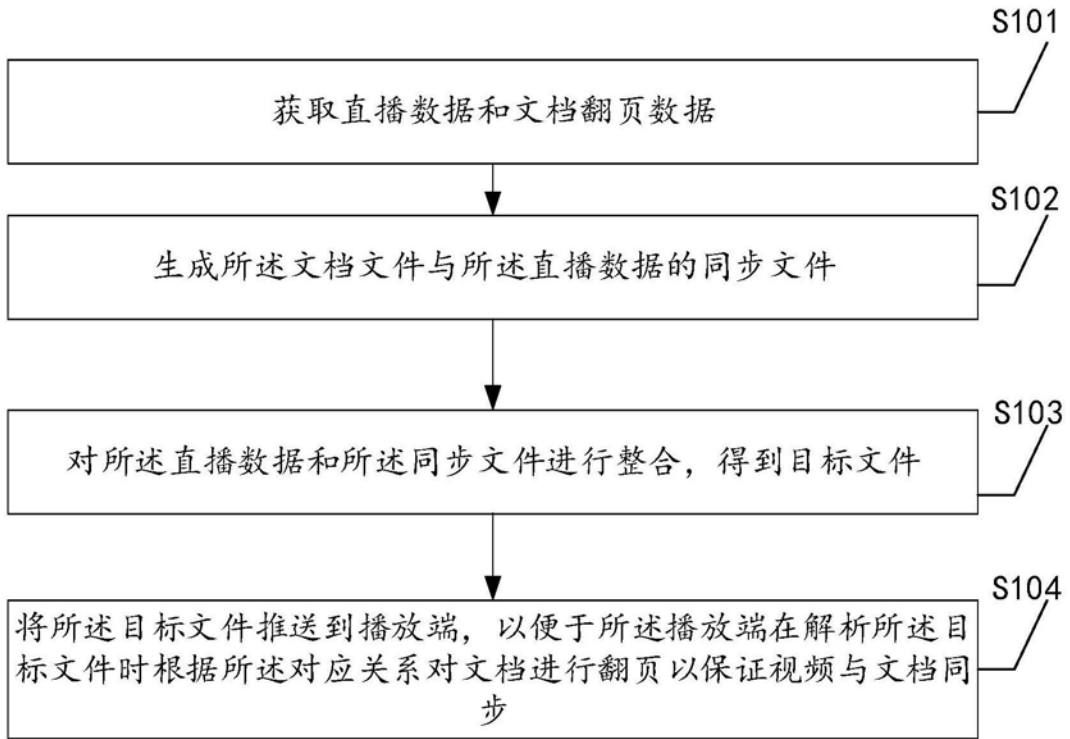 S101
获取直播数据和文档翻页数据
S102
生成所述文档文件与所述直播数据的同步文件
S103
对所述直播数据和所述同步文件进行整合，得到目标文件
S104
将所述目标文件推送到播放端，以便于所述播放端在解析所述目
标文件时根据所述对应关系对文档进行翻页以保证视频与文档同
步